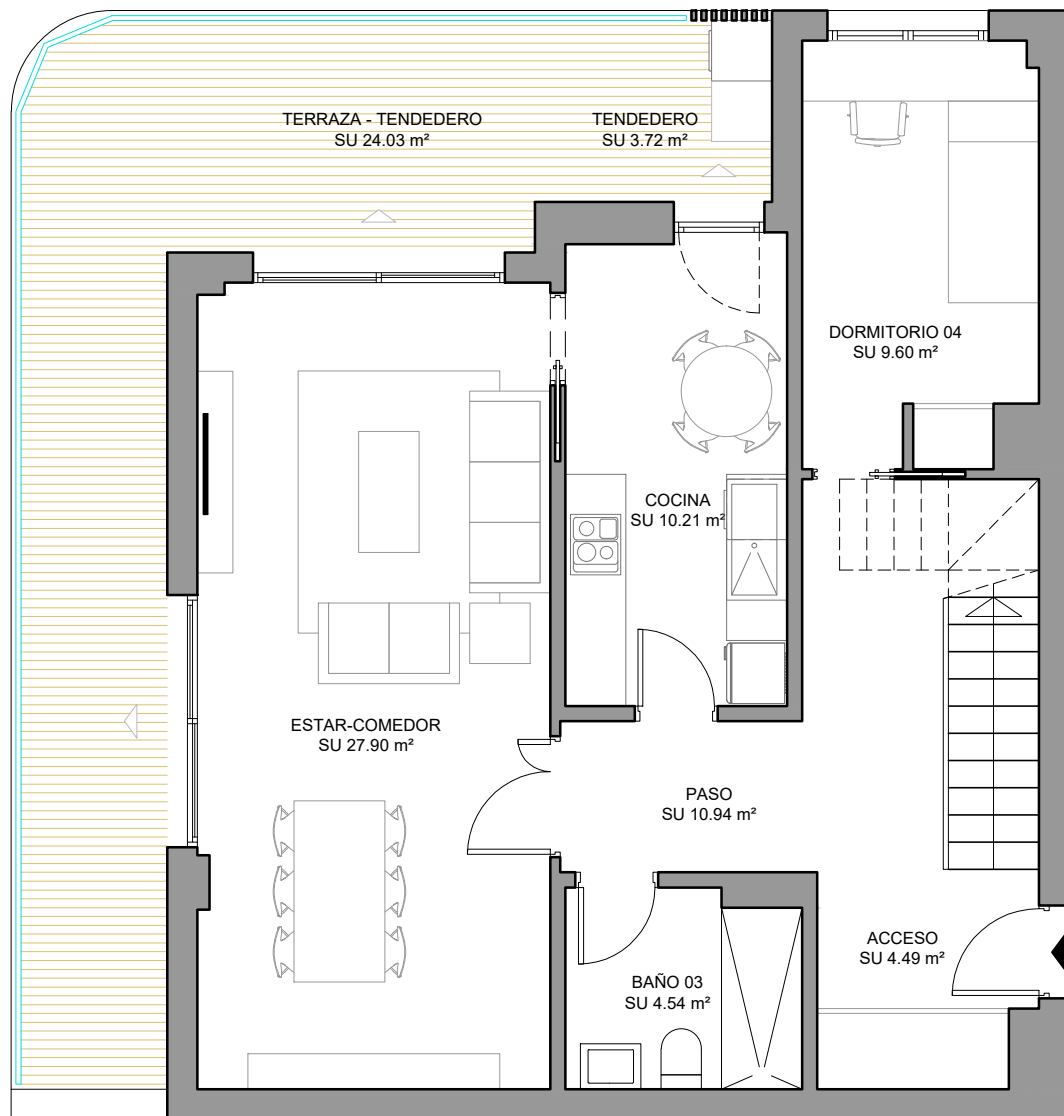 TERRAZA - TENDEDERO
SU 24.03 m²
TENDEDERO
SU 3.72 m²
DORMITORIO 04
SU 9.60 m²
COCINA
SU 10.21 m²
ESTAR-COMEDOR
SU 27.90 m²
PASO
SU 10.94 m²
ACCESO
SU 4.49 m²
BAÑO 03
SU 4.54 m²